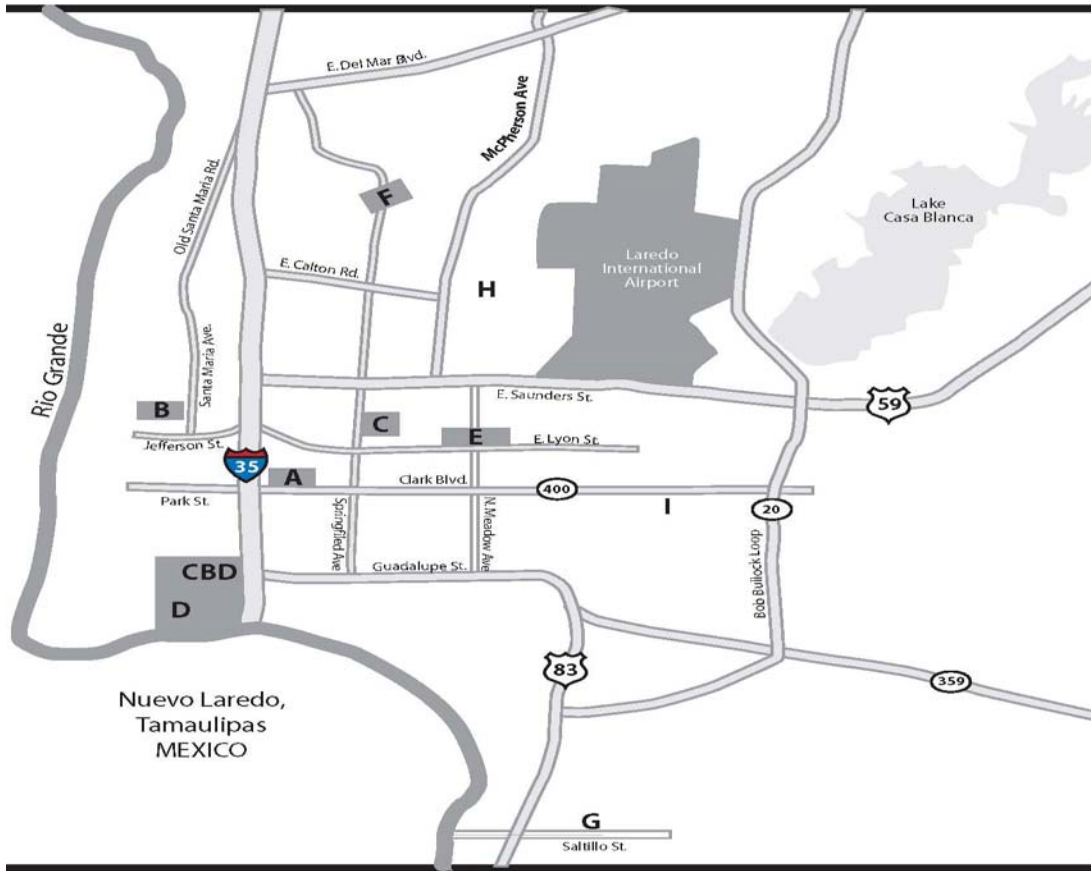 E. Del Mar Blvd.
McPherson Ave
Old Santa Maria Rd.
F
Lake
Casa Blanca
Laredo
International
Airport
E. Calton Rd.
H
Rio Grande
Santa Maria Ave.
B
E. Saunders St.
59
C
E
Jefferson St.
E. Lyon St.
35
A
Clark Blvd.
400
Park St.
I
20
Springfiled Ave
N. Meadow Ave
Bob Bullock Loop
CBD
Guadalupe St.
D
83
359
Nuevo Laredo,
Tamaulipas
MEXICO
G
Saltillo St.